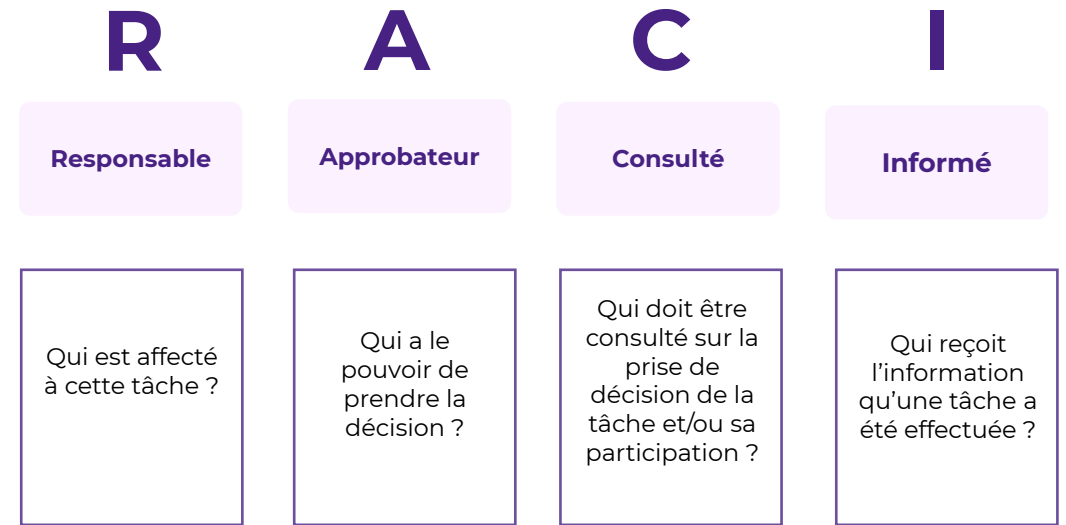 R
A
C
I
Responsable
Approbateur
Consulté
Informé
Qui est affecté
à cette tâche ?
Qui a le
pouvoir de
prendre la
décision ?
Qui doit être
consulté sur la
prise de
décision de la
tâche et/ou sa
participation ?
Qui reçoit
l’information
qu’une tâche a
été effectuée ?